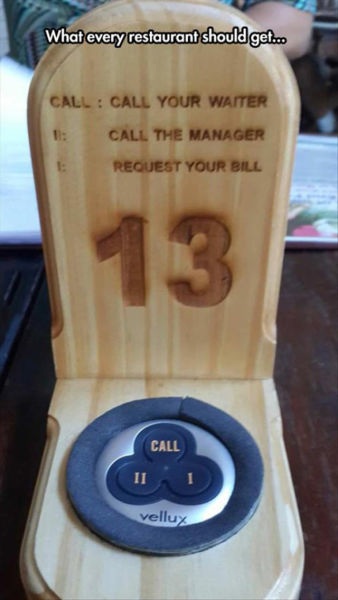 What every restaurant should get...
CALL : CALL YOUR WAITER
II: CALL THE MANAGER
I: REQUEST YOUR BILL
13
CALL
II I
vellux